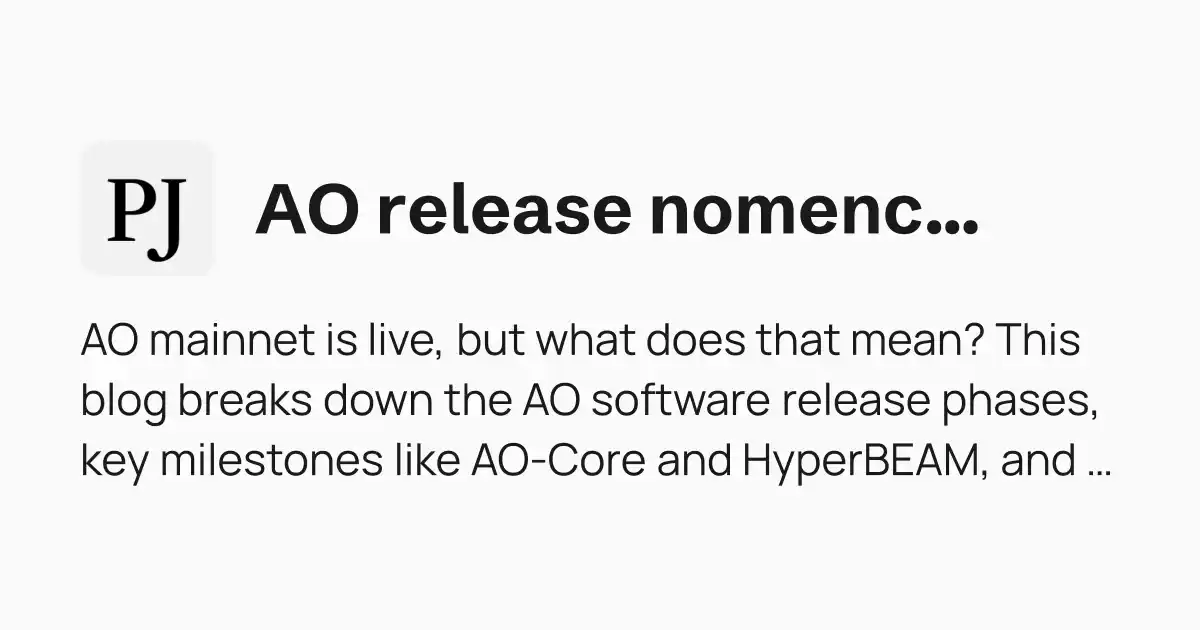 PJ
AO release nomenc...
AO mainnet is live, but what does that mean? This
blog breaks down the AO software release phases,
key milestones like AO-Core and HyperBEAM, and ...